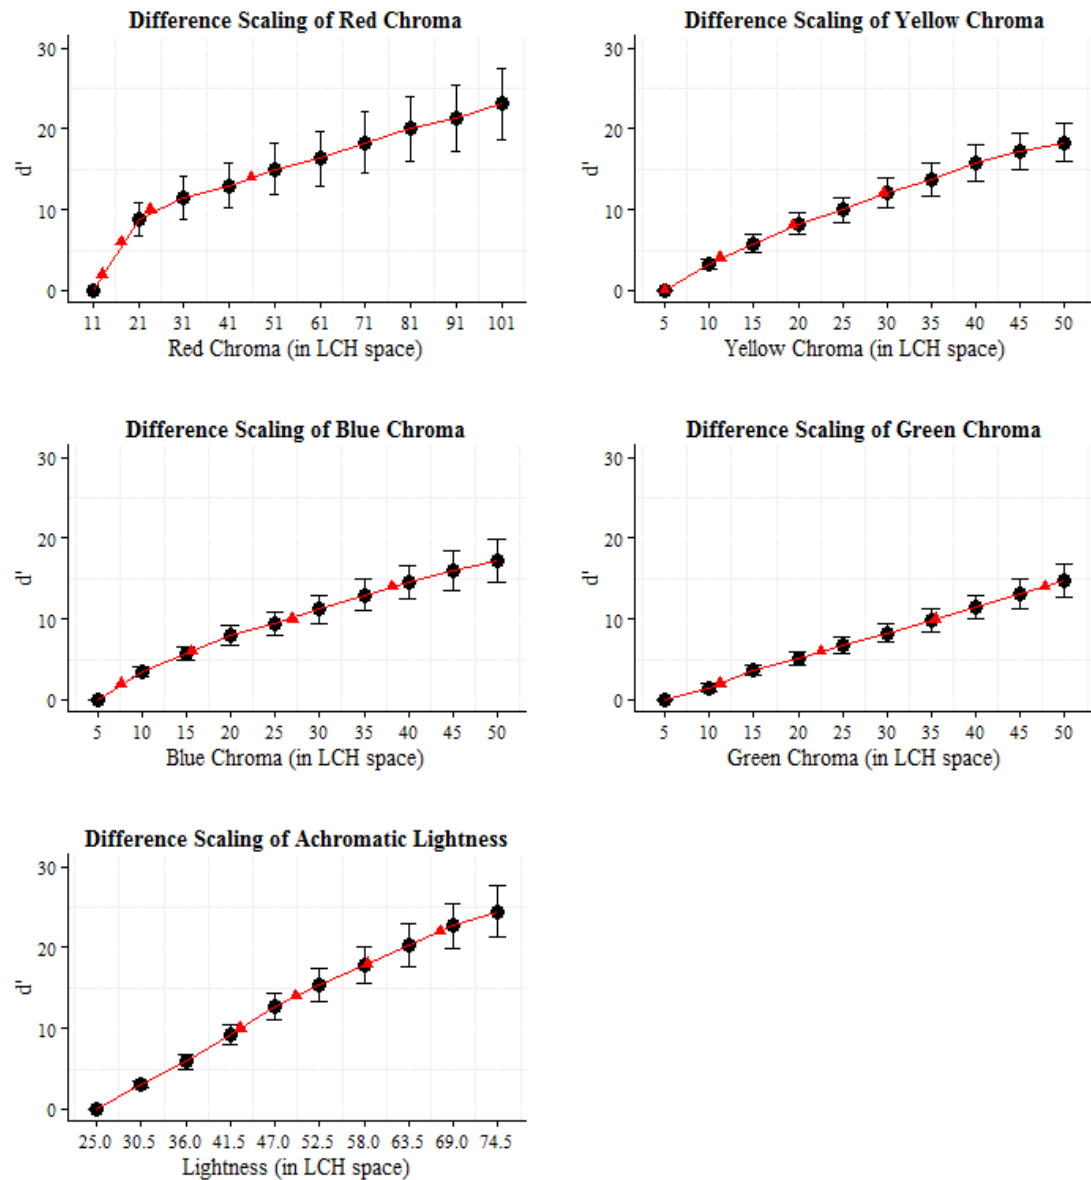 Difference Scaling of Red Chroma
30
20
10
0
d'
11 21 31 41 51 61 71 81 91 101
Red Chroma (in LCH space)
Difference Scaling of Yellow Chroma
30
20
10
0
d'
5 10 15 20 25 30 35 40 45 50
Yellow Chroma (in LCH space)
Difference Scaling of Blue Chroma
30
20
10
0
d'
5 10 15 20 25 30 35 40 45 50
Blue Chroma (in LCH space)
Difference Scaling of Green Chroma
30
20
10
0
d'
5 10 15 20 25 30 35 40 45 50
Green Chroma (in LCH space)
Difference Scaling of Achromatic Lightness
30
20
10
0
d'
25.0 30.5 36.0 41.5 47.0 52.5 58.0 63.5 69.0 74.5
Lightness (in LCH space)